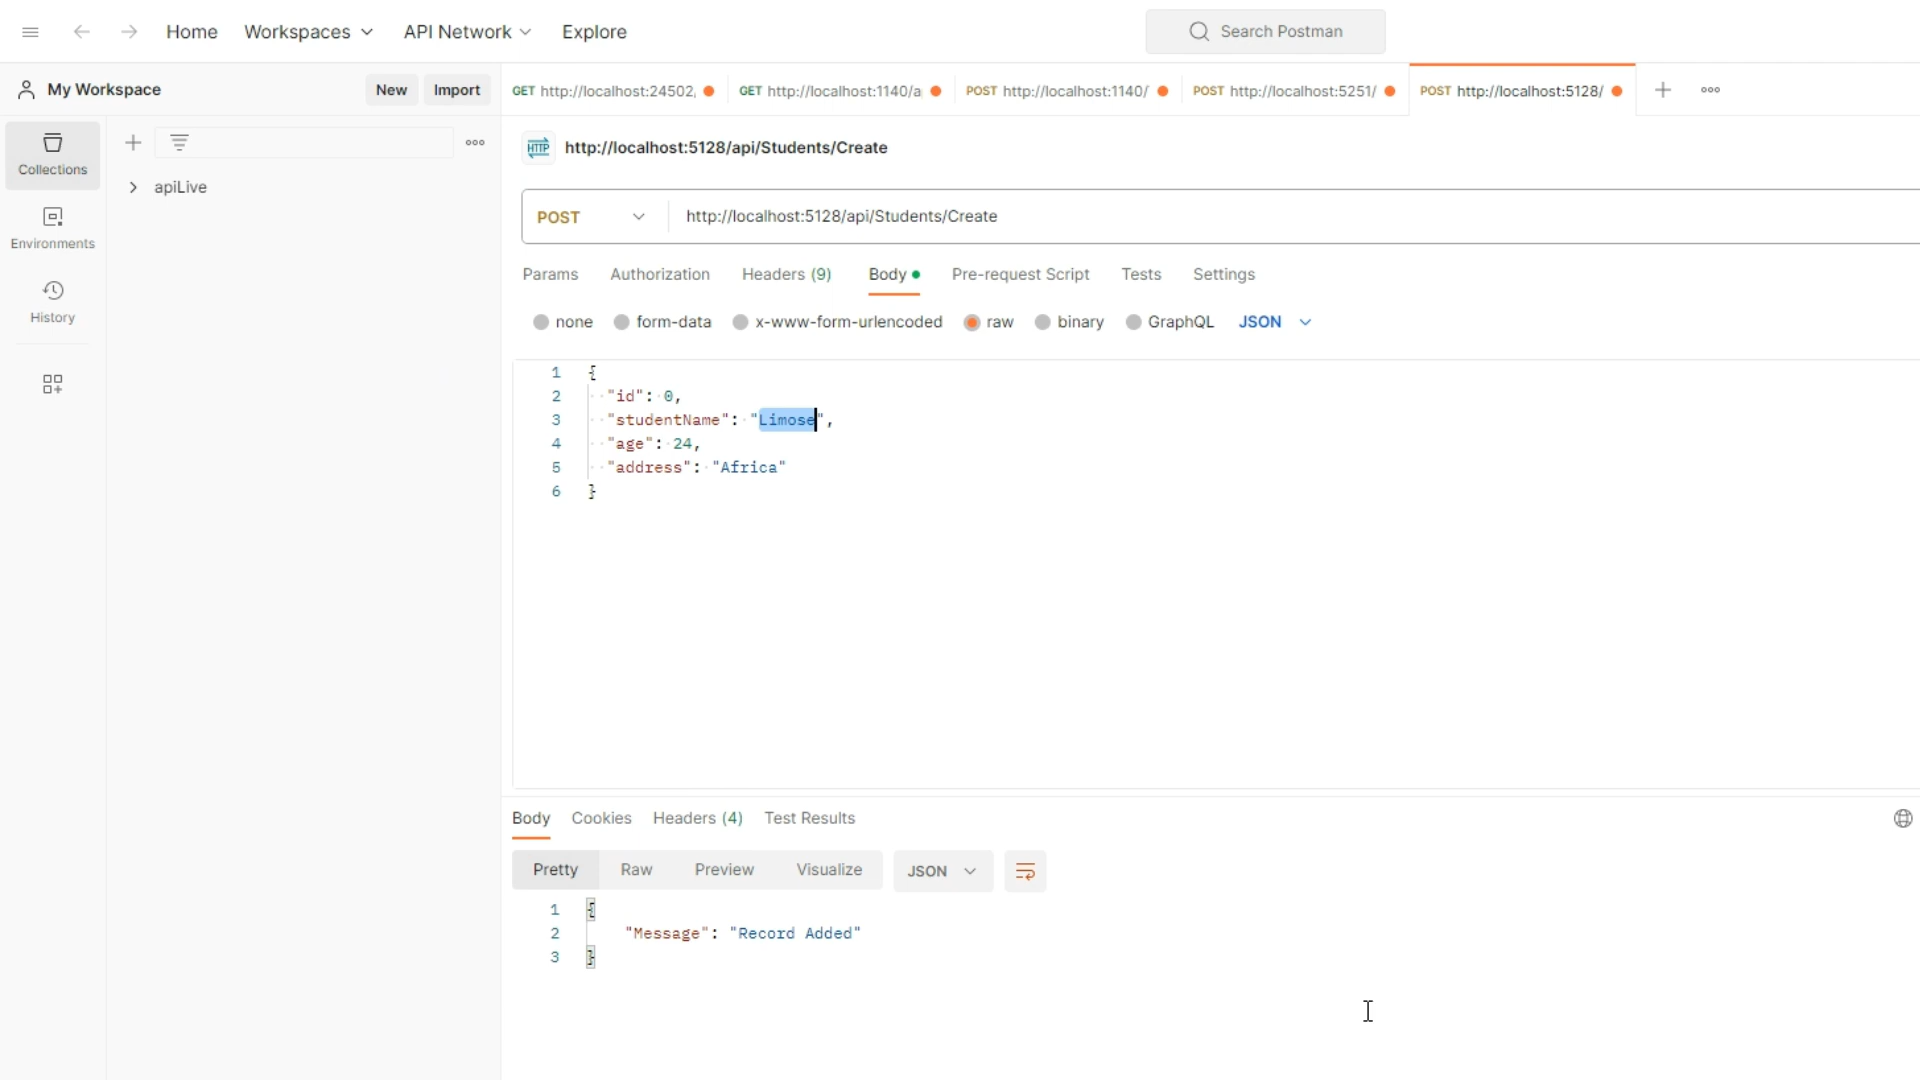 Home Workspaces API Network Explore Search Postman
My Workspace New Import GET http://localhost:24502, GET http://localhost:1140/a POST http://localhost:1140/ POST http://localhost:5251/ POST http://localhost:5128/
Collections
apiLive
Environments
History
HTTP http://localhost:5128/api/Students/Create
POST http://localhost:5128/api/Students/Create
Params Authorization Headers (9) Body Pre-request Script Tests Settings
none form-data x-www-form-urlencoded raw binary GraphQL JSON
1 {
2 "id": 0,
3 "studentName": "Limose",
4 "age": 24,
5 "address": "Africa"
6 }
Body Cookies Headers (4) Test Results
Pretty Raw Preview Visualize JSON
1 {
2 "Message": "Record Added"
3 }